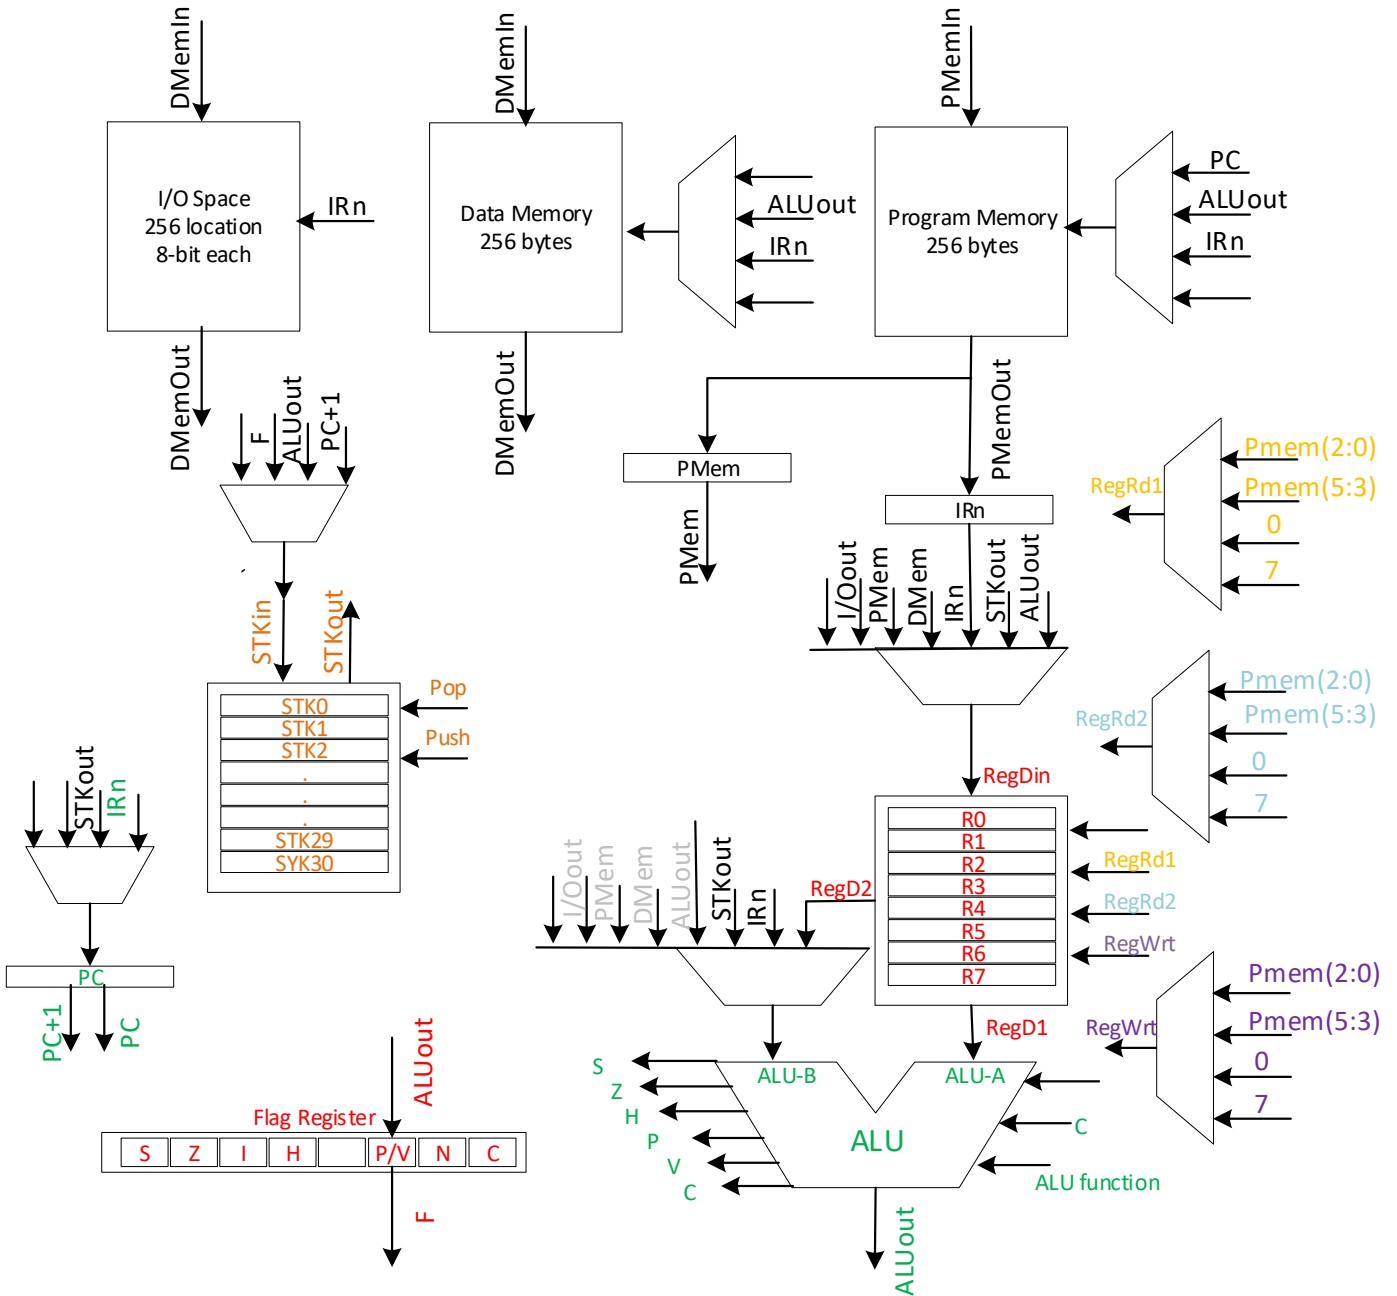 DMemIn
DMemIn
PMemIn
I/O Space
256 location
8-bit each
IRn
Data Memory
256 bytes
ALUout
IRn
Program Memory
256 bytes
PC
ALUout
IRn
DMemOut
DMemOut
PMemOut
F
ALUout
PC+1
PMem
PMem
IRn
RegRd1
Pmem(2:0)
Pmem(5:3)
0
7
I/Oout
PMem
DMem
IRn
STKout
ALUout
STKin
STKout
Pop
Push
STK0
STK1
STK2
.
.
.
STK29
SYK30
RegRd2
Pmem(2:0)
Pmem(5:3)
0
7
STKout
IRn
PC
PC+1
PC
RegDin
R0
R1
R2
R3
R4
R5
R6
R7
RegRd1
RegRd2
RegWrt
I/Oout
PMem
DMem
ALUout
STKout
IRn
RegD2
RegD1
RegWrt
Pmem(2:0)
Pmem(5:3)
0
7
ALU-B
ALU-A
ALU
S
Z
H
P
V
C
C
ALU function
ALUout
ALUout
Flag Register
S
Z
I
H
P/V
N
C
F